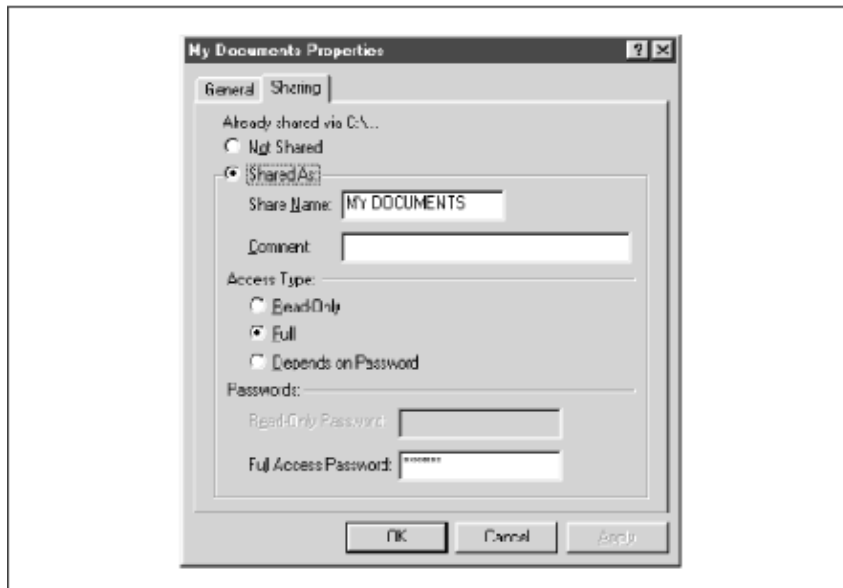 My Documents Properties
General Sharing
Already shared via C:\...
Not Shared
Shared As:
Share Name: MY DOCUMENTS
Comment:
Access Type:
Read-Only
Full
Depends on Password
Passwords:
Read-Only Password:
Full Access Password: ********
OK Cancel Apply